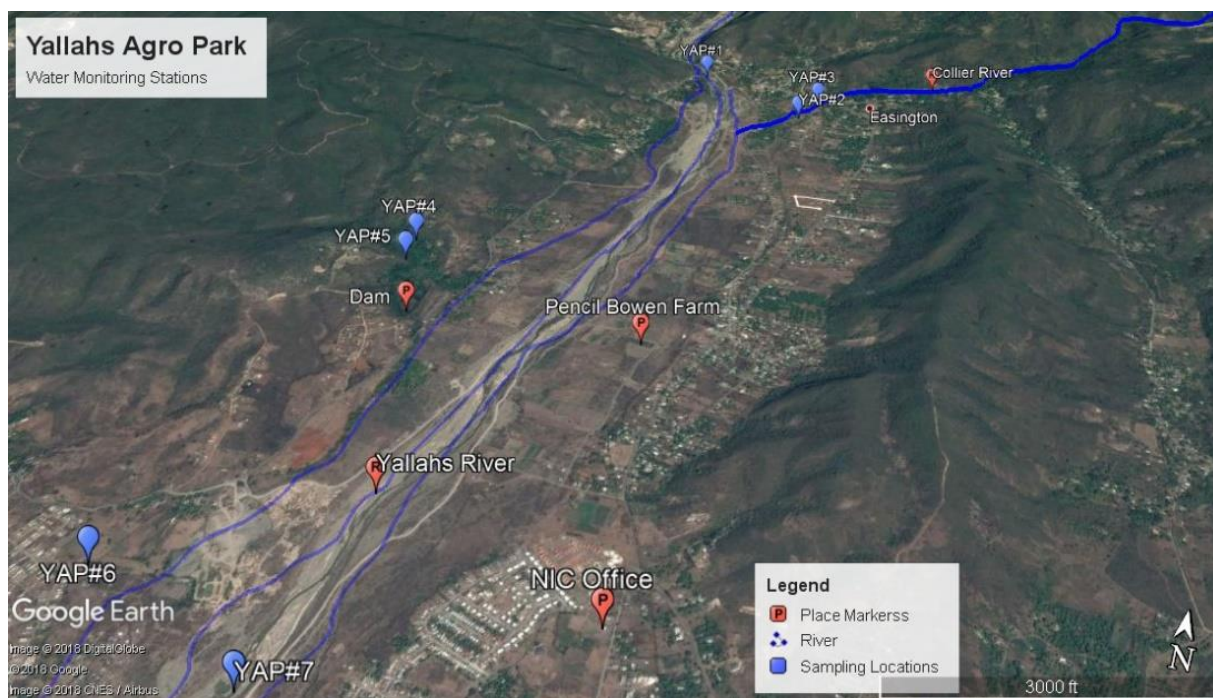 Yallahs Agro Park
Water Monitoring Stations
YAP#1
YAP#3
Collier River
YAP#2
Easington
YAP#4
YAP#5
Dam
Pencil Bowen Farm
Yallahs River
YAP#6
NIC Office
Google Earth
YAP#7
Legend
P Place Markerss
River
Sampling Locations
Image © 2018 DigitalGlobe
© 2018 Google
Image © 2018 CNES / Airbus
N
3000 ft